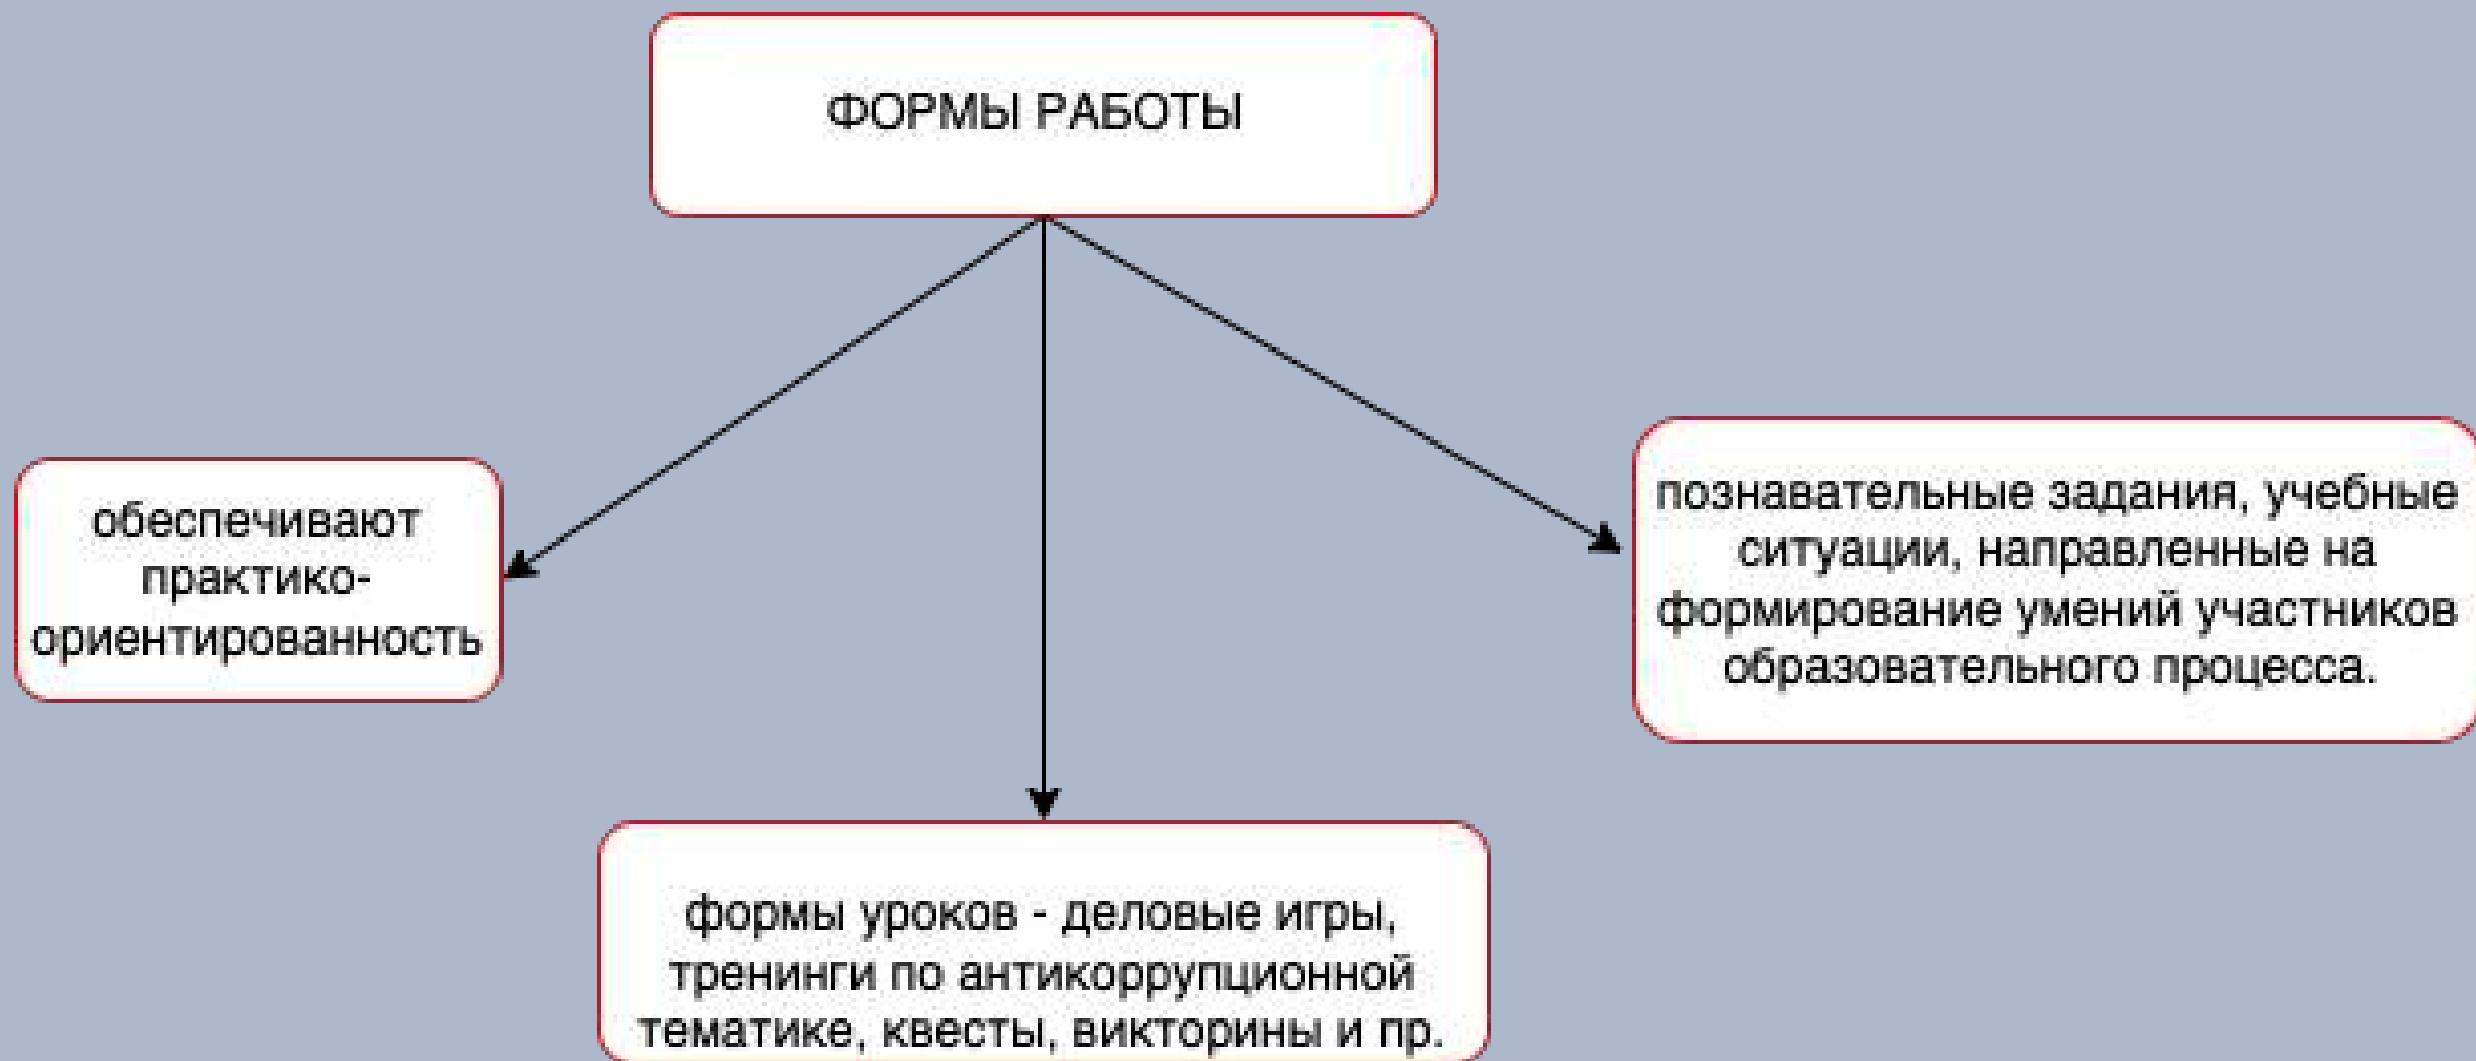 ФОРМЫ РАБОТЫ
обеспечивают
практико-
ориентированность
познавательные задания, учебные
ситуации, направленные на
формирование умений участников
образовательного процесса.
формы уроков - деловые игры,
тренинги по антикоррупционной
тематике, квесты, викторины и пр.